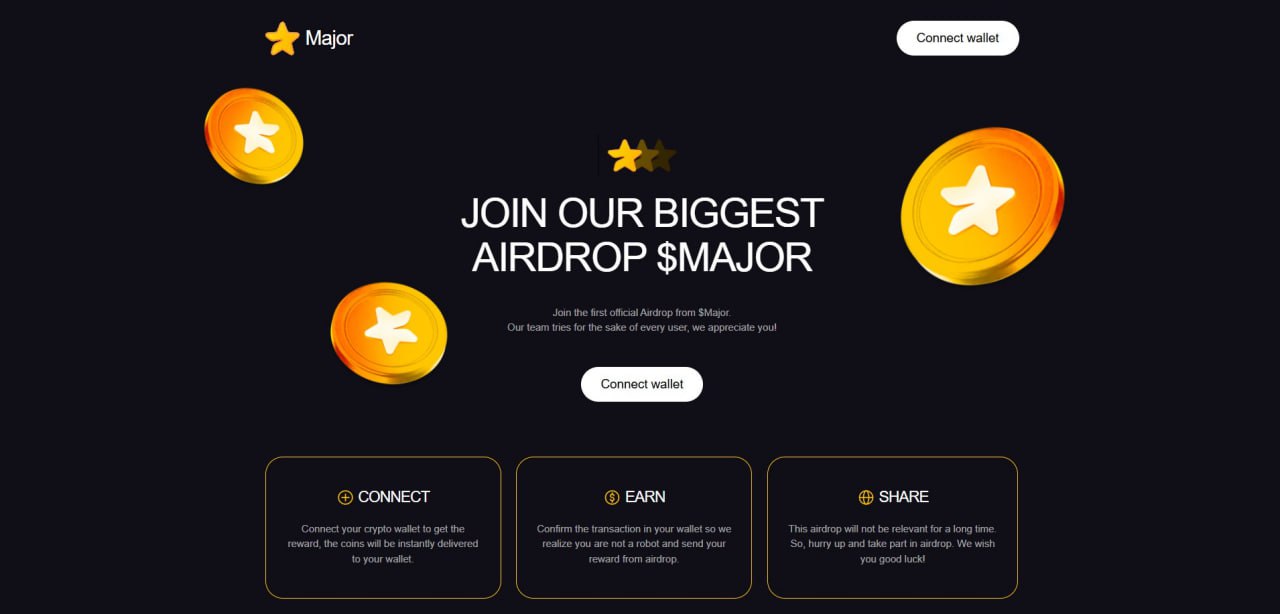 Major
Connect wallet
JOIN OUR BIGGEST
AIRDROP $MAJOR
Join the first official Airdrop from $Major.
Our team tries for the sake of every user, we appreciate you!
Connect wallet
CONNECT
Connect your crypto wallet to get the
reward, the coins will be instantly delivered
to your wallet.
EARN
Confirm the transaction in your wallet so we
realize you are not a robot and send your
reward from airdrop.
SHARE
This airdrop will not be relevant for a long time.
So, hurry up and take part in airdrop. We wish
you good luck!